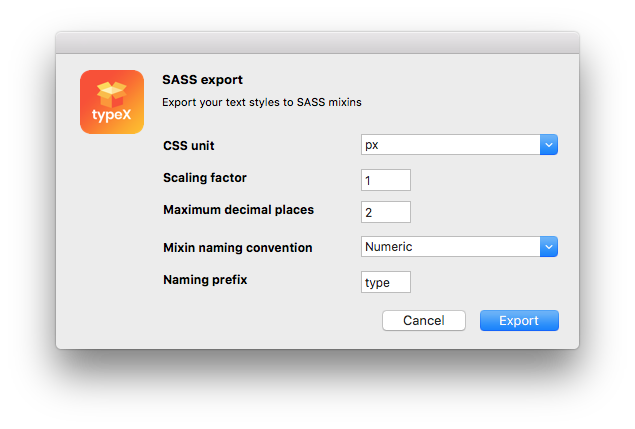 typeX
SASS export
Export your text styles to SASS mixins
CSS unit
px
Scaling factor
1
Maximum decimal places
2
Mixin naming convention
Numeric
Naming prefix
type
Cancel
Export